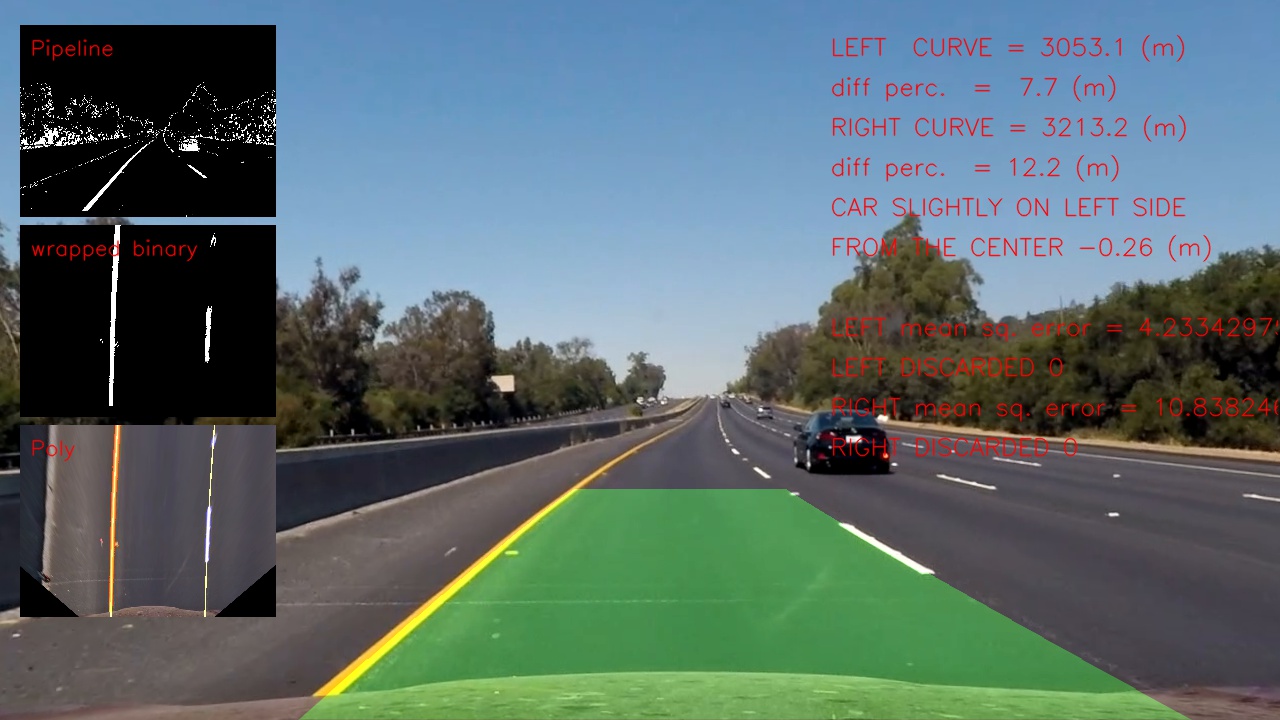 Pipeline
wrapped binary
Poly
LEFT CURVE = 3053.1 (m)
diff perc. = 7.7 (m)
RIGHT CURVE = 3213.2 (m)
diff perc. = 12.2 (m)
CAR SLIGHTLY ON LEFT SIDE
FROM THE CENTER -0.26 (m)
LEFT mean sq. error = 4.2334297
LEFT DISCARDED 0
RIGHT mean sq. error = 10.838240
RIGHT DISCARDED 0